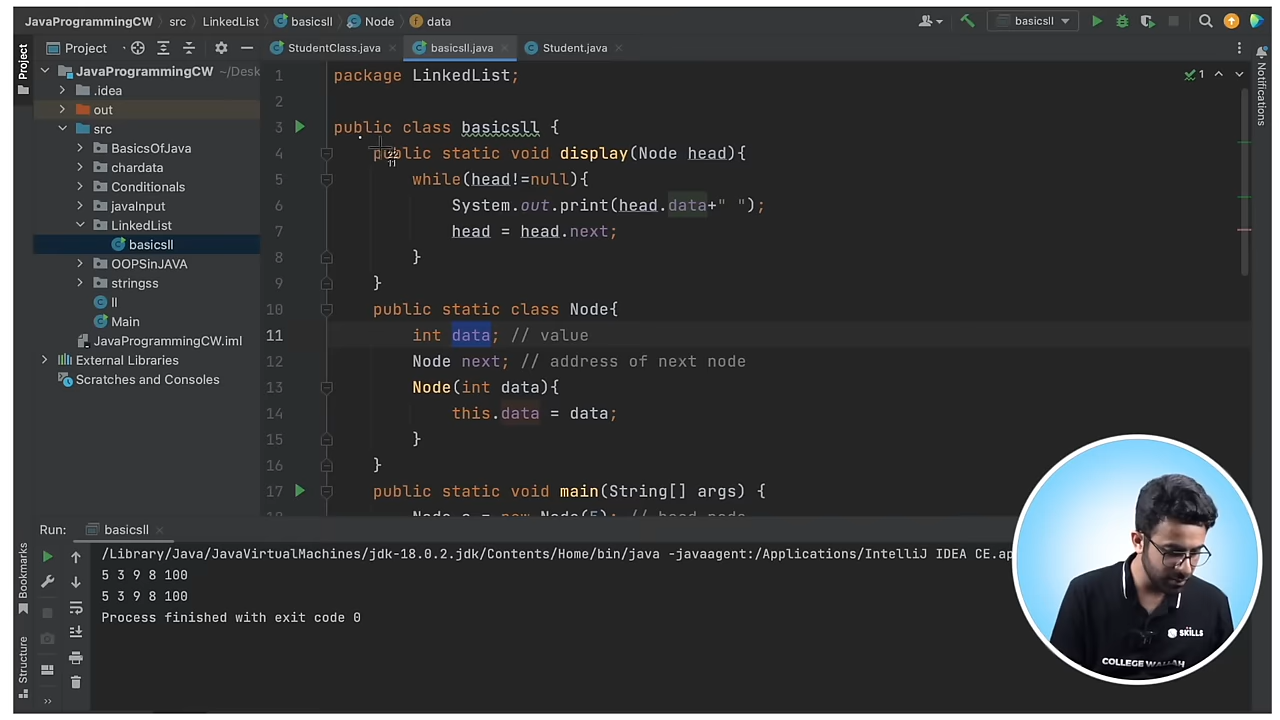 JavaProgrammingCW > src > LinkedList > basicsll > Node > data
basicsll
Project
StudentClass.java
basicsll.java
Student.java
Project
JavaProgrammingCW ~/Desk
.idea
out
src
BasicsOfJava
chardata
Conditionals
javaInput
LinkedList
basicsll
OOPSinJAVA
stringss
ll
Main
JavaProgrammingCW.iml
External Libraries
Scratches and Consoles
1 package LinkedList;
2
3 public class basicsll {
4 public static void display(Node head){
5 while(head!=null){
6 System.out.print(head.data+" ");
7 head = head.next;
8 }
9 }
10 public static class Node{
11 int data; // value
12 Node next; // address of next node
13 Node(int data){
14 this.data = data;
15 }
16 }
17 public static void main(String[] args) {
18 Node a = new Node(5); // head node
1
Notifications
Run: basicsll
/Library/Java/JavaVirtualMachines/jdk-18.0.2.jdk/Contents/Home/bin/java -javaagent:/Applications/IntelliJ IDEA CE.ap
5 3 9 8 100
5 3 9 8 100
Process finished with exit code 0
Bookmarks
Structure
SKILLS
COLLEGE WALLAH